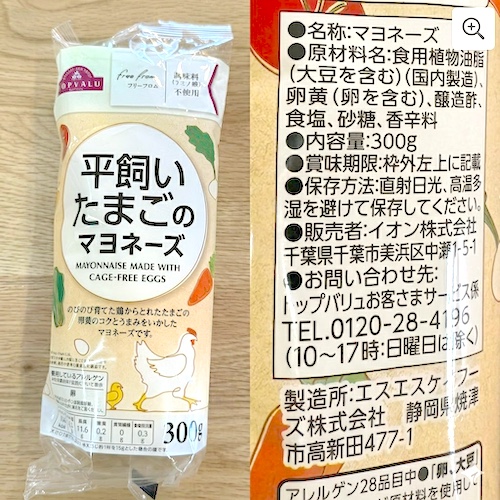 TOPVALU
free from
フリーフロム
調味料
(アミノ酸)
不使用
平飼い
たまごの
マヨネーズ
MAYONNAISE MADE WITH
CAGE-FREE EGGS
のびのび育てた鶏からとれたたまごの
卵黄のコクとうまみをいかした
マヨネーズです。
300g
●名称:マヨネーズ
●原材料名:食用植物油脂
(大豆を含む)(国内製造)、
卵黄(卵を含む)、醸造酢、
食塩、砂糖、香辛料
●内容量:300g
●賞味期限:枠外左上に記載
●保存方法:直射日光、高温多
湿を避けて保存してください。
●販売者:イオン株式会社
千葉県千葉市美浜区中瀬1-5-1
●お問い合わせ先:
トップバリュお客さまサービス係
TEL.0120-28-4196
(10〜17時:日曜日は除く)
製造所:エスエスケイフー
ズ株式会社 静岡県焼津
市高新田477-1
アレルゲン28品目中●「卵、大豆」